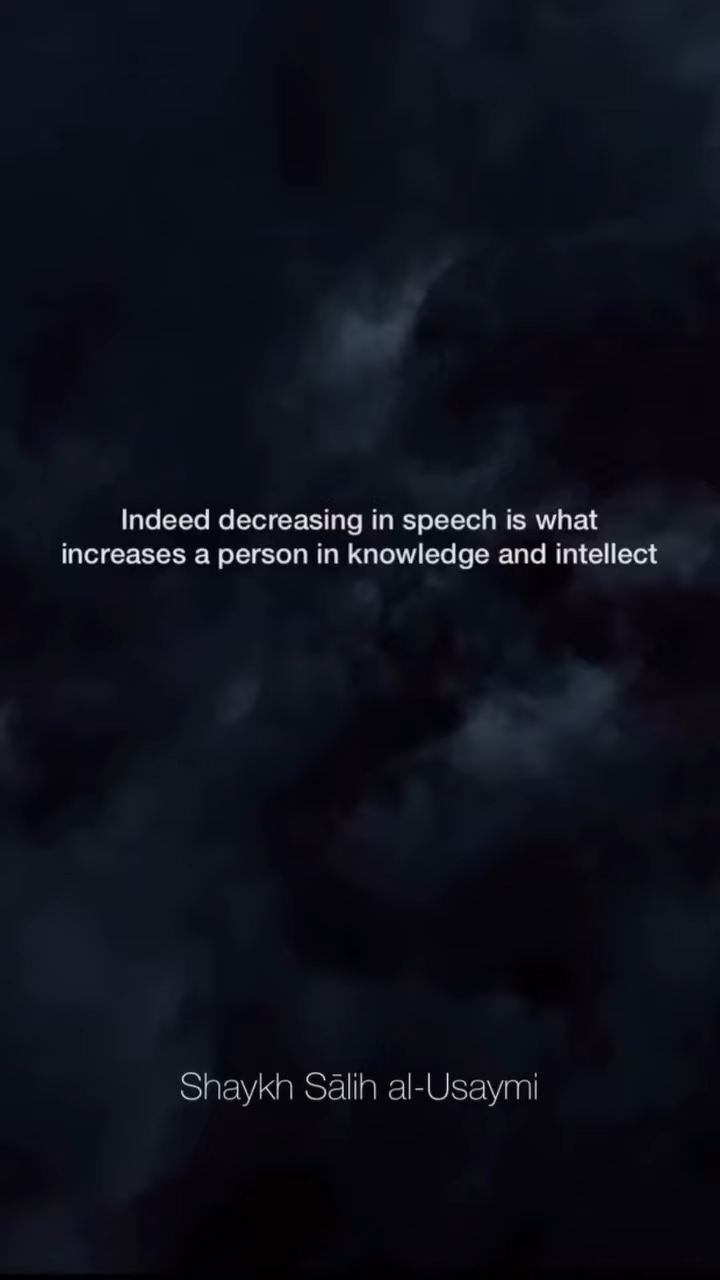 Indeed decreasing in speech is what
increases a person in knowledge and intellect
Shaykh Sālih al-Usaymi